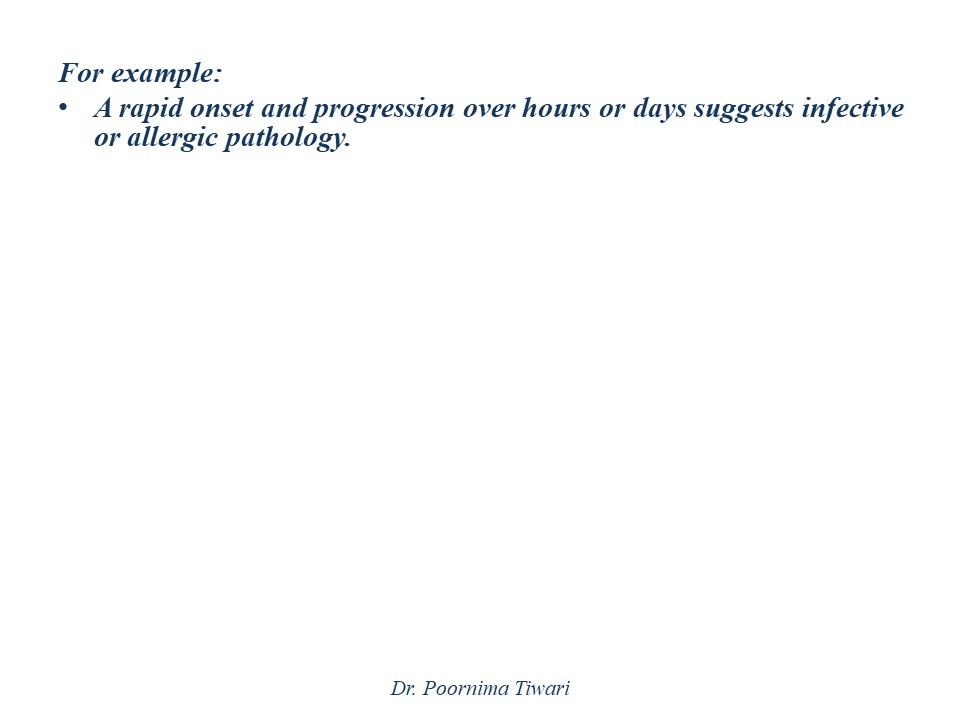 For example:
• A rapid onset and progression over hours or days suggests infective
or allergic pathology.
Dr. Poornima Tiwari